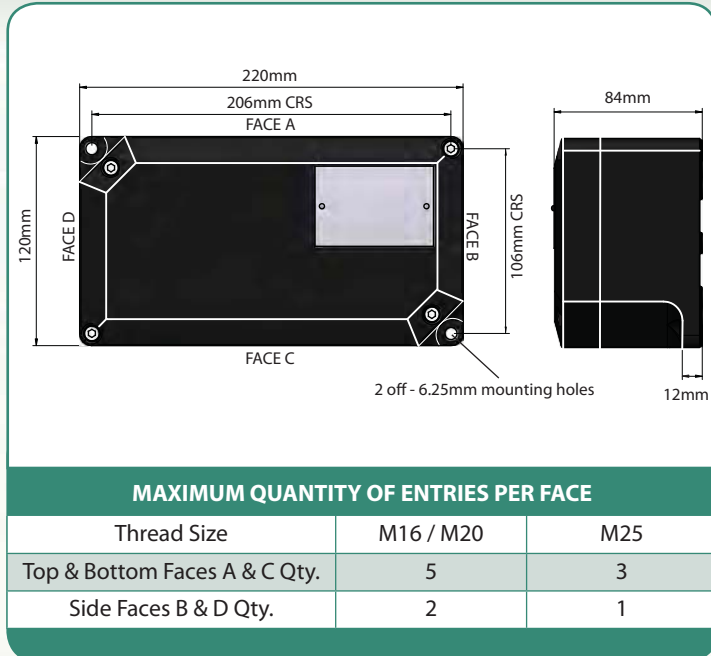 220mm
206mm CRS
FACE A
84mm
120mm
FACE D
FACE B
106mm CRS
FACE C
2 off - 6.25mm mounting holes
12mm
MAXIMUM QUANTITY OF ENTRIES PER FACE
Thread Size M16 / M20 M25
Top & Bottom Faces A & C Qty. 5 3
Side Faces B & D Qty. 2 1